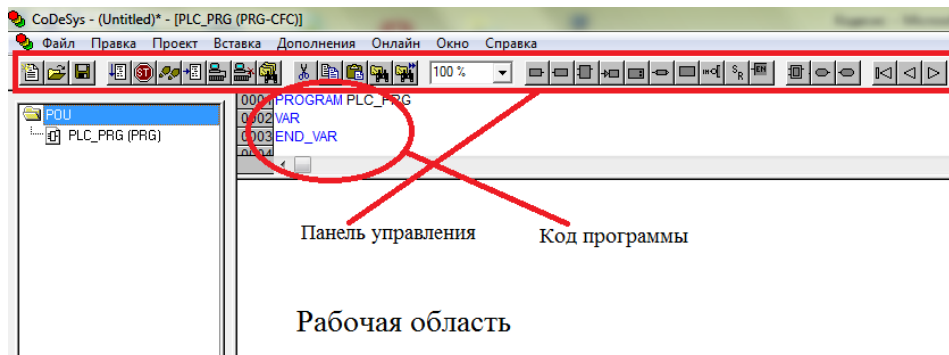 CoDeSys - (Untitled)* - [PLC_PRG (PRG-CFC)]
Файл Правка Проект Вставка Дополнения Онлайн Окно Справка
100 %
POU
PLC_PRG (PRG)
0001 PROGRAM PLC_PRG
0002 VAR
0003 END_VAR
0004
Панель управления
Код программы
Рабочая область